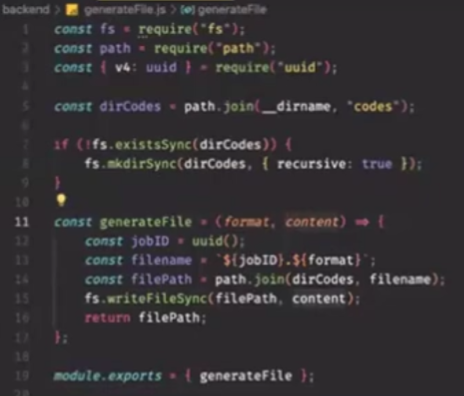 backend > generateFile.js > generateFile
1 const fs = require("fs");
2 const path = require("path");
3 const { v4: uuid } = require("uuid");
4
5 const dirCodes = path.join(__dirname, "codes");
6
7 if (!fs.existsSync(dirCodes)) {
8 fs.mkdirSync(dirCodes, { recursive: true });
9 }
10
11 const generateFile = (format, content) => {
12 const jobID = uuid();
13 const filename = `${jobID}.${format}`;
14 const filePath = path.join(dirCodes, filename);
15 fs.writeFileSync(filePath, content);
16 return filePath;
17 };
18
19 module.exports = { generateFile };
20